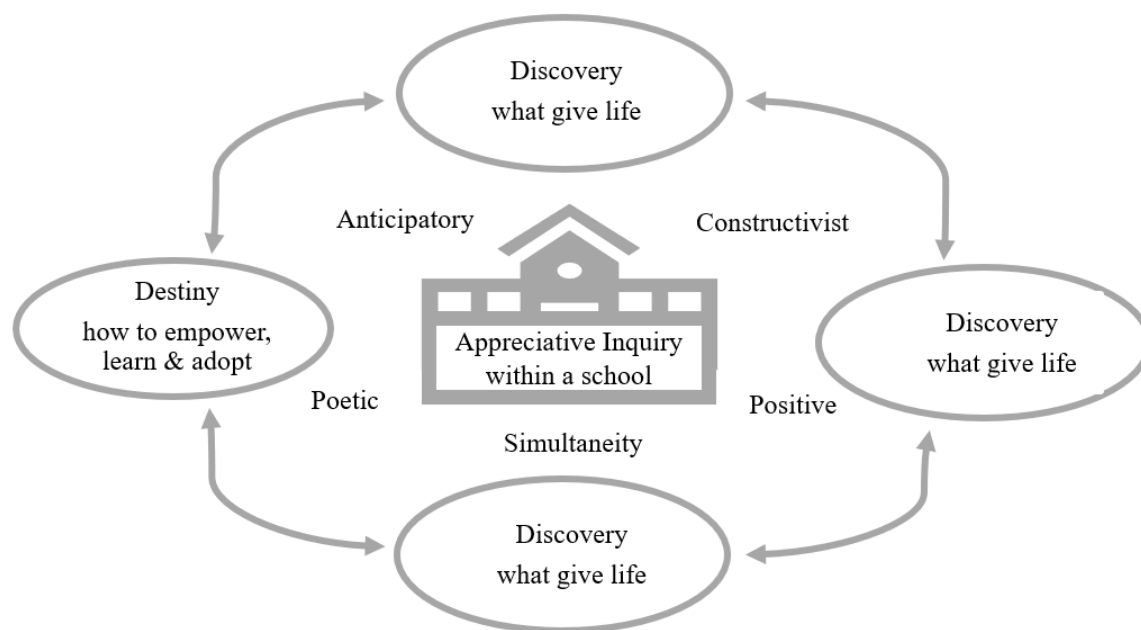 Discovery
what give life
Anticipatory
Constructivist
Destiny
how to empower,
learn & adopt
Appreciative Inquiry
within a school
Discovery
what give life
Poetic
Positive
Simultaneity
Discovery
what give life